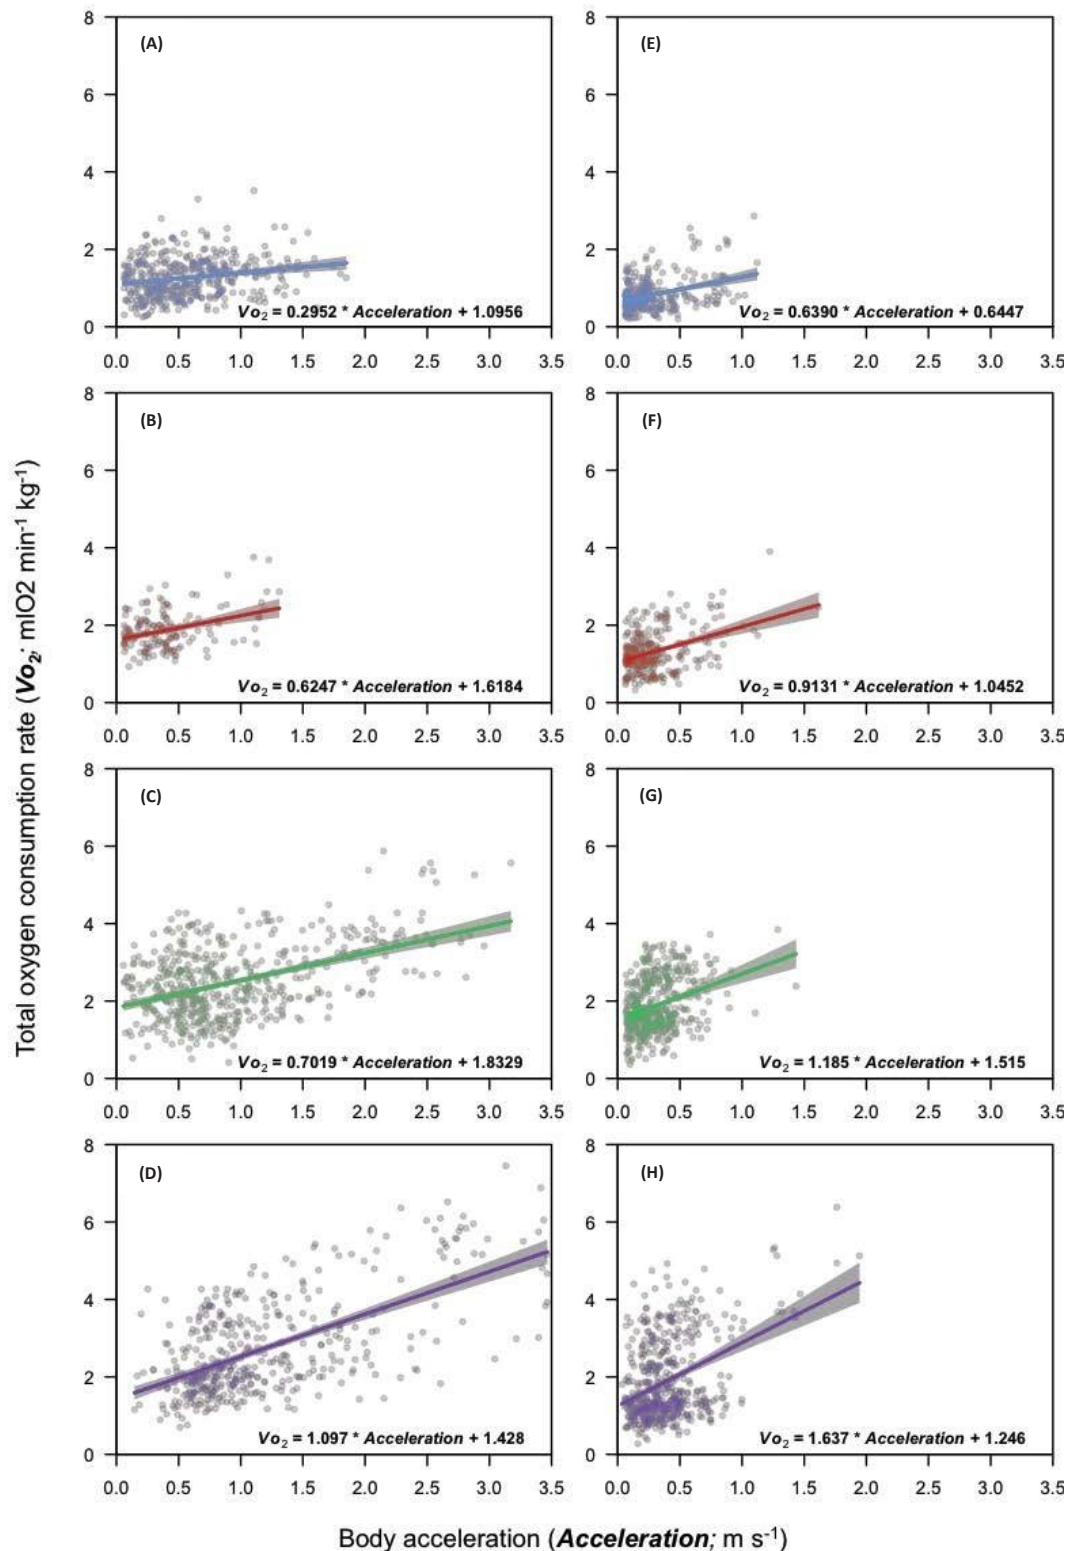 Total oxygen consumption rate (Vo₂; mlO2 min⁻¹ kg⁻¹)
8
6
4
2
0
(A)
Vo₂ = 0.2952 * Acceleration + 1.0956
0.0 0.5 1.0 1.5 2.0 2.5 3.0 3.5
8
6
4
2
0
(E)
Vo₂ = 0.6390 * Acceleration + 0.6447
0.0 0.5 1.0 1.5 2.0 2.5 3.0 3.5
8
6
4
2
0
(B)
Vo₂ = 0.6247 * Acceleration + 1.6184
0.0 0.5 1.0 1.5 2.0 2.5 3.0 3.5
8
6
4
2
0
(F)
Vo₂ = 0.9131 * Acceleration + 1.0452
0.0 0.5 1.0 1.5 2.0 2.5 3.0 3.5
8
6
4
2
0
(C)
Vo₂ = 0.7019 * Acceleration + 1.8329
0.0 0.5 1.0 1.5 2.0 2.5 3.0 3.5
8
6
4
2
0
(G)
Vo₂ = 1.185 * Acceleration + 1.515
0.0 0.5 1.0 1.5 2.0 2.5 3.0 3.5
8
6
4
2
0
(D)
Vo₂ = 1.097 * Acceleration + 1.428
0.0 0.5 1.0 1.5 2.0 2.5 3.0 3.5
8
6
4
2
0
(H)
Vo₂ = 1.637 * Acceleration + 1.246
0.0 0.5 1.0 1.5 2.0 2.5 3.0 3.5
Body acceleration (Acceleration; m s⁻¹)